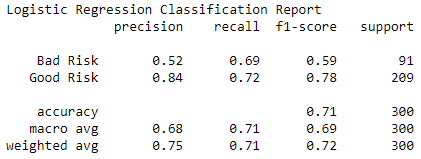 Logistic Regression Classification Report
precision recall f1-score support
Bad Risk 0.52 0.69 0.59 91
Good Risk 0.84 0.72 0.78 209
accuracy 0.71 300
macro avg 0.68 0.71 0.69 300
weighted avg 0.75 0.71 0.72 300